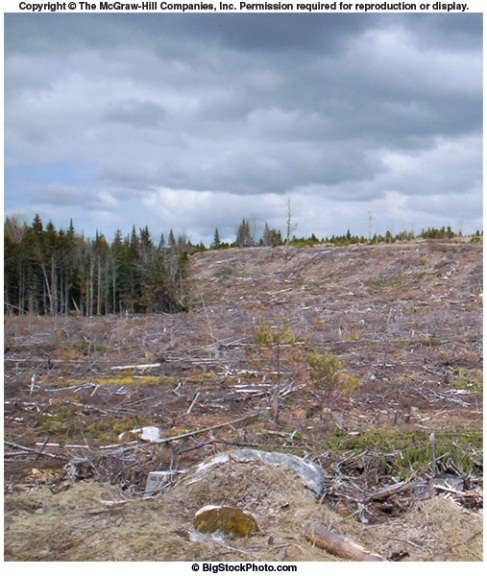 Copyright © The McGraw-Hill Companies, Inc. Permission required for reproduction or display.
© BigStockPhoto.com